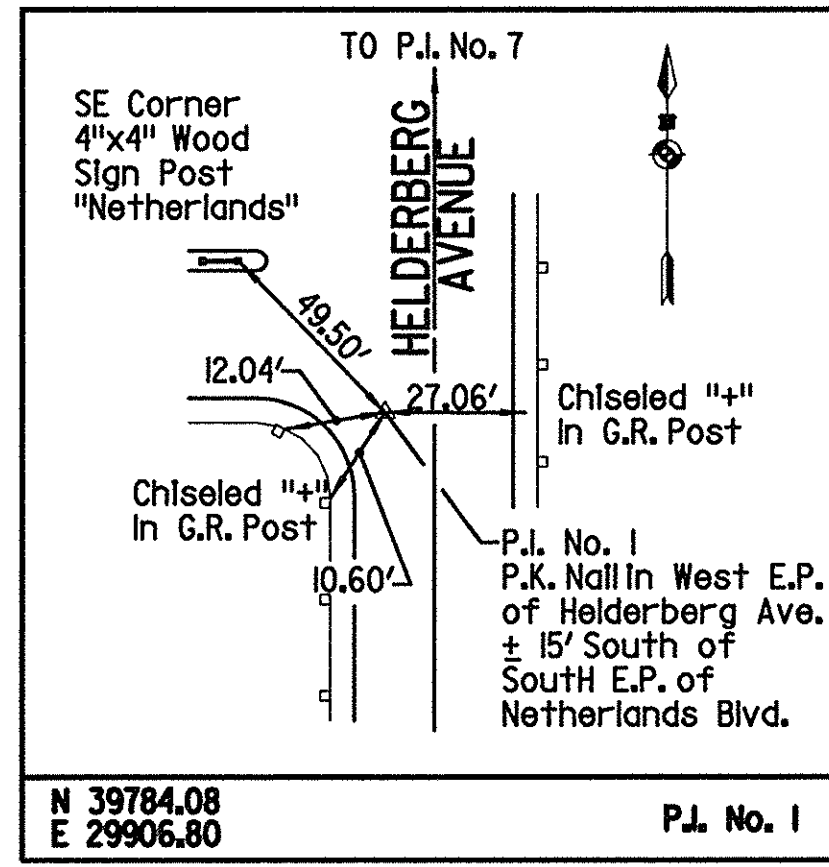 TO P.I. No. 7
SE Corner
4"x4" Wood
Sign Post
"Netherlands"
HELDERBERG
AVENUE
N
49.50'
12.04'
27.06'
Chiseled "+"
In G.R. Post
Chiseled "+"
In G.R. Post
10.60'
P.I. No. 1
P.K. Nail in West E.P.
of Helderberg Ave.
± 15' South of
SoutH E.P. of
Netherlands Blvd.
N 39784.08
E 29906.80
P.I. No. 1